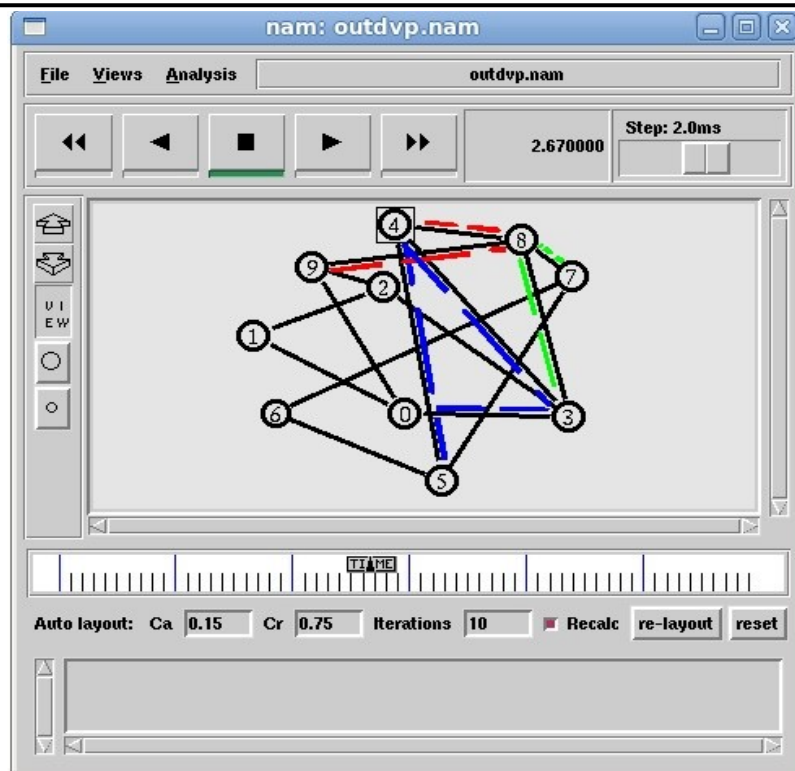 nam: outdvp.nam
File Views Analysis outdvp.nam
2.670000
Step: 2.0ms
4
8
9
7
2
VI
EW
1
6
0
3
5
TIME
Auto layout: Ca 0.15 Cr 0.75 Iterations 10 Recalc re-layout reset